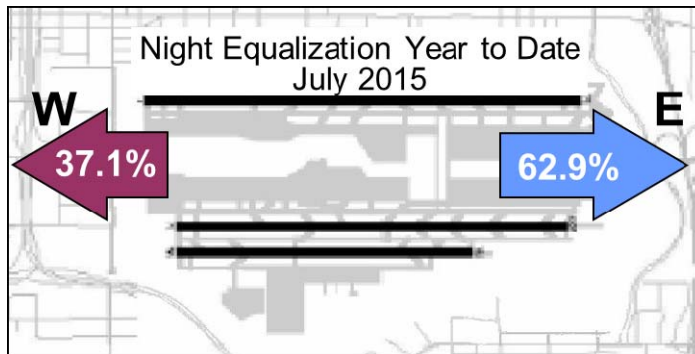 Night Equalization Year to Date
July 2015
W
E
37.1%
62.9%